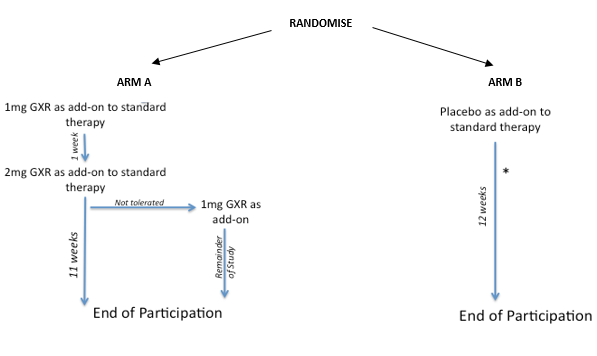 RANDOMISE
ARM A
1mg GXR as add-on to standard
therapy
1 week
2mg GXR as add-on to standard
therapy
Not tolerated
1mg GXR as
add-on
11 weeks
Remainder
of Study
End of Participation
ARM B
Placebo as add-on to
standard therapy
*
12 weeks
End of Participation